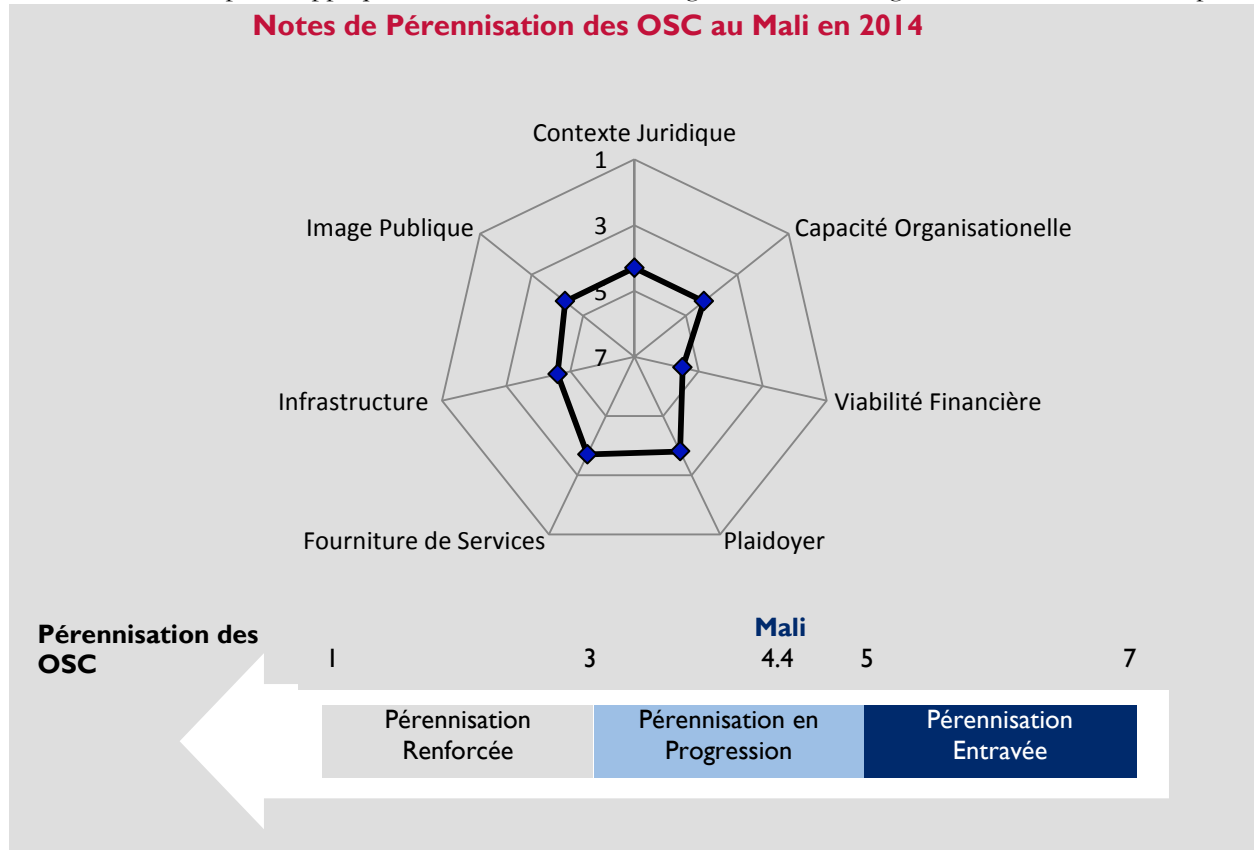 Notes de Pérennisation des OSC au Mali en 2014
Contexte Juridique
1
Image Publique
3
Capacité Organisationelle
5
7
Infrastructure
Viabilité Financière
Fourniture de Services
Plaidoyer
Pérennisation des
OSC
Mali
1
3
4.4
5
7
Pérennisation
Renforcée
Pérennisation en
Progression
Pérennisation
Entravée